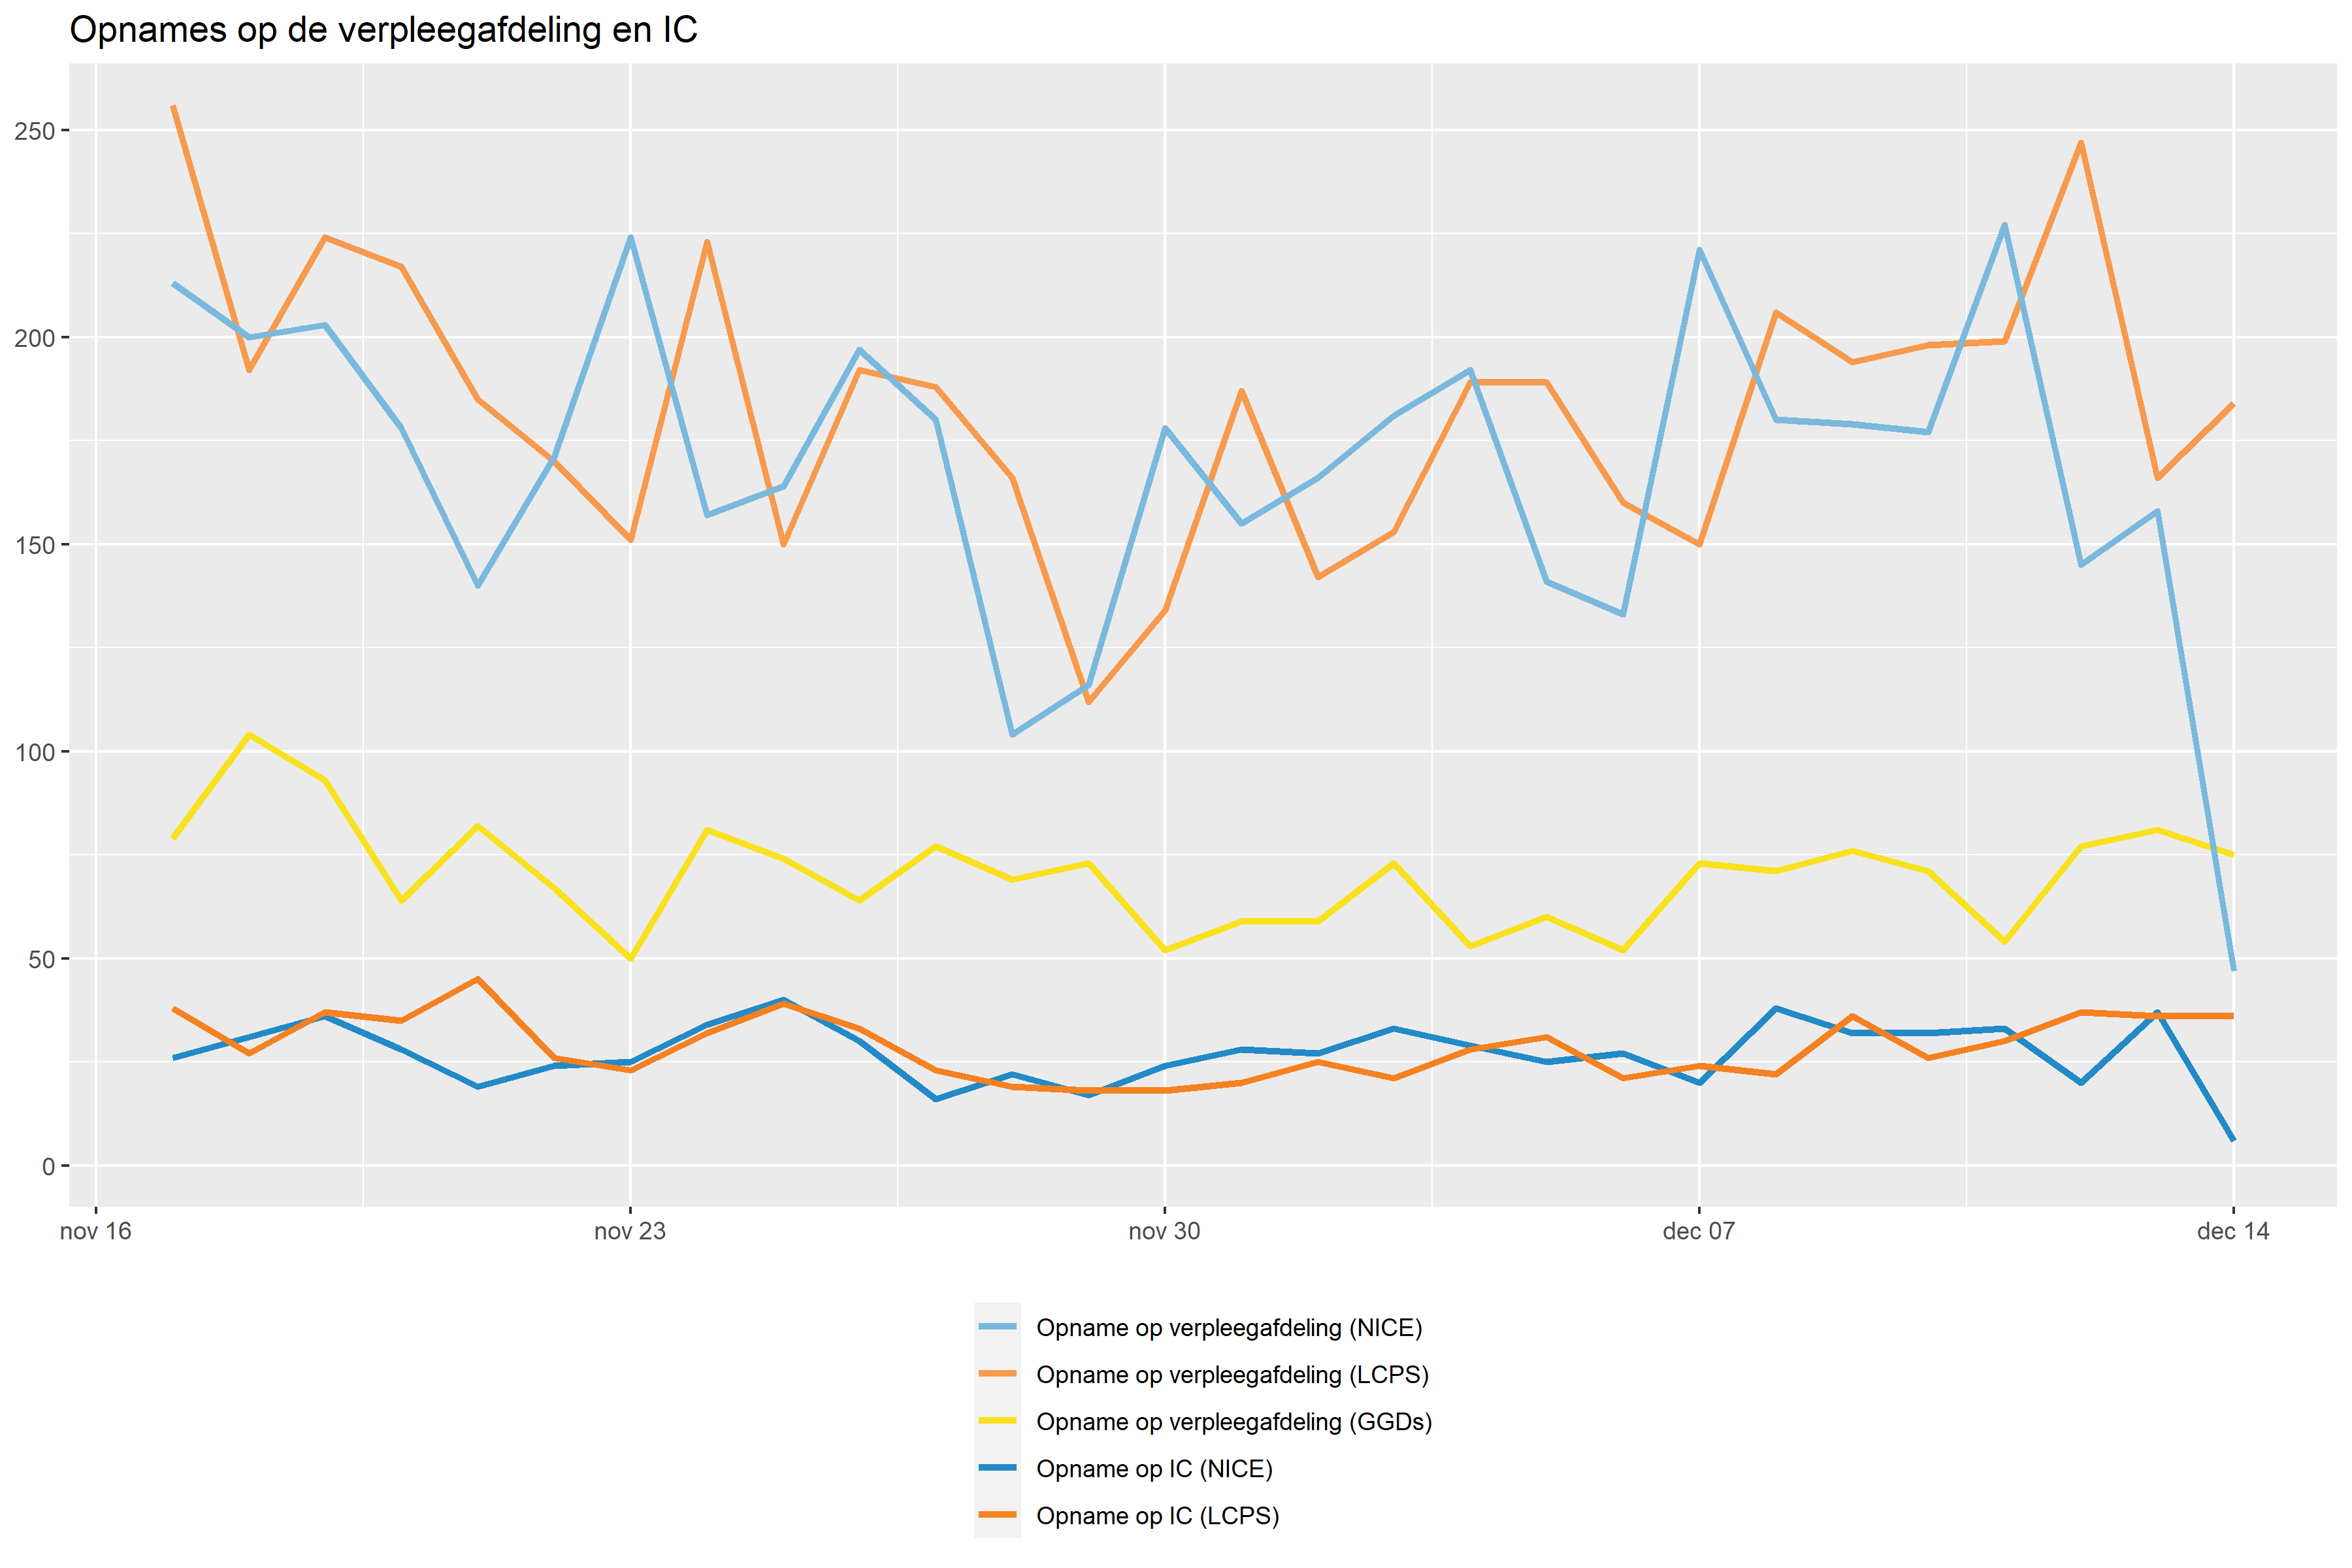 Opnames op de verpleegafdeling en IC
250
200
150
100
50
0
nov 16 nov 23 nov 30 dec 07 dec 14
Opname op verpleegafdeling (NICE)
Opname op verpleegafdeling (LCPS)
Opname op verpleegafdeling (GGDs)
Opname op IC (NICE)
Opname op IC (LCPS)